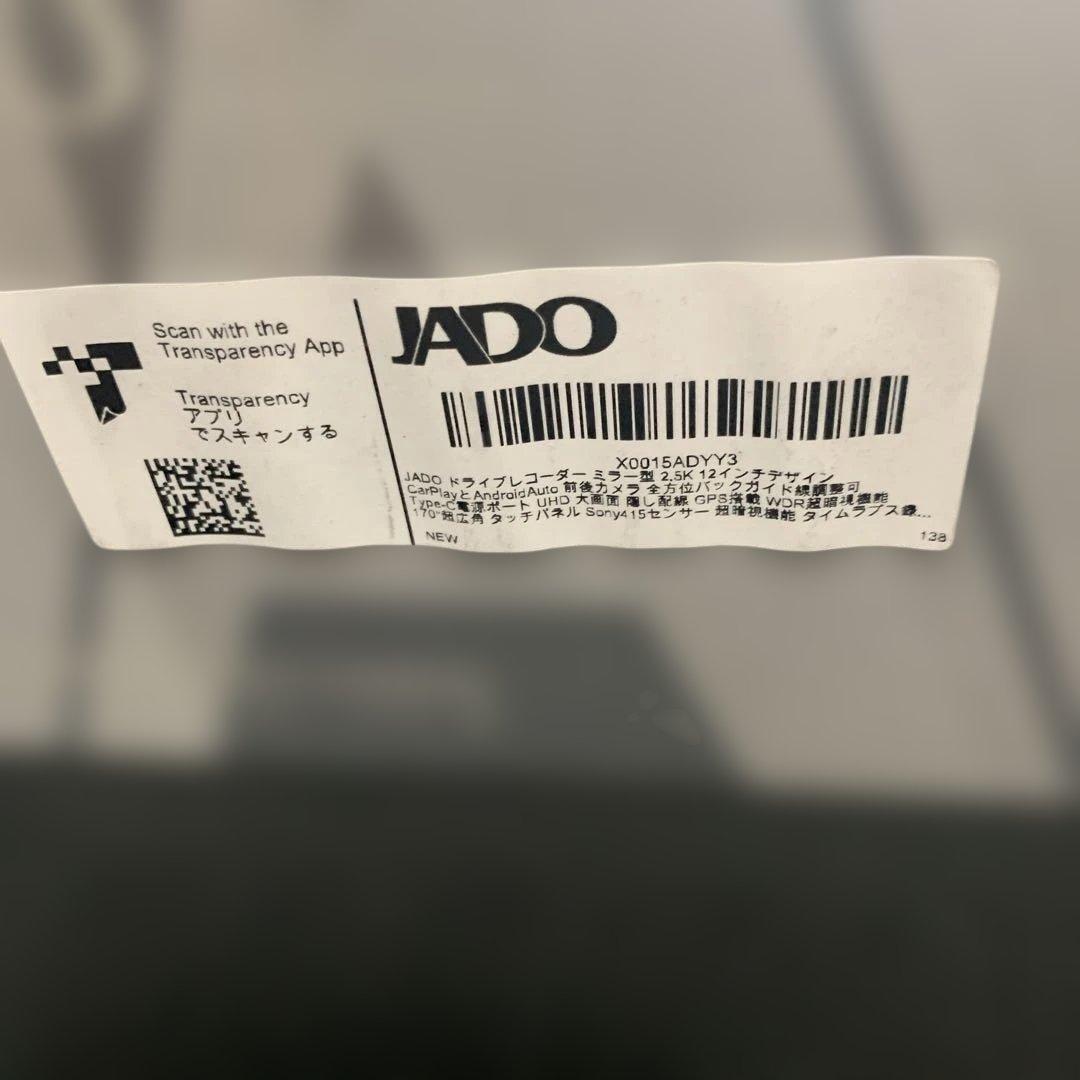 Scan with the
Transparency App
Transparency
アプリ
でスキャンする
JADO
X0015ADYY3
JADO ドライブレコーダー ミラー型 2.5K 12インチデザイン
CarPlayとAndroidAuto 前後カメラ 全方位バックガイド線調整可
Type-C電源ポート UHD 大画面 隠し配線 GPS搭載 WDR超暗視機能
170°超広角 タッチパネル Sony415センサー 超暗視機能 タイムラプス録...
NEW
138